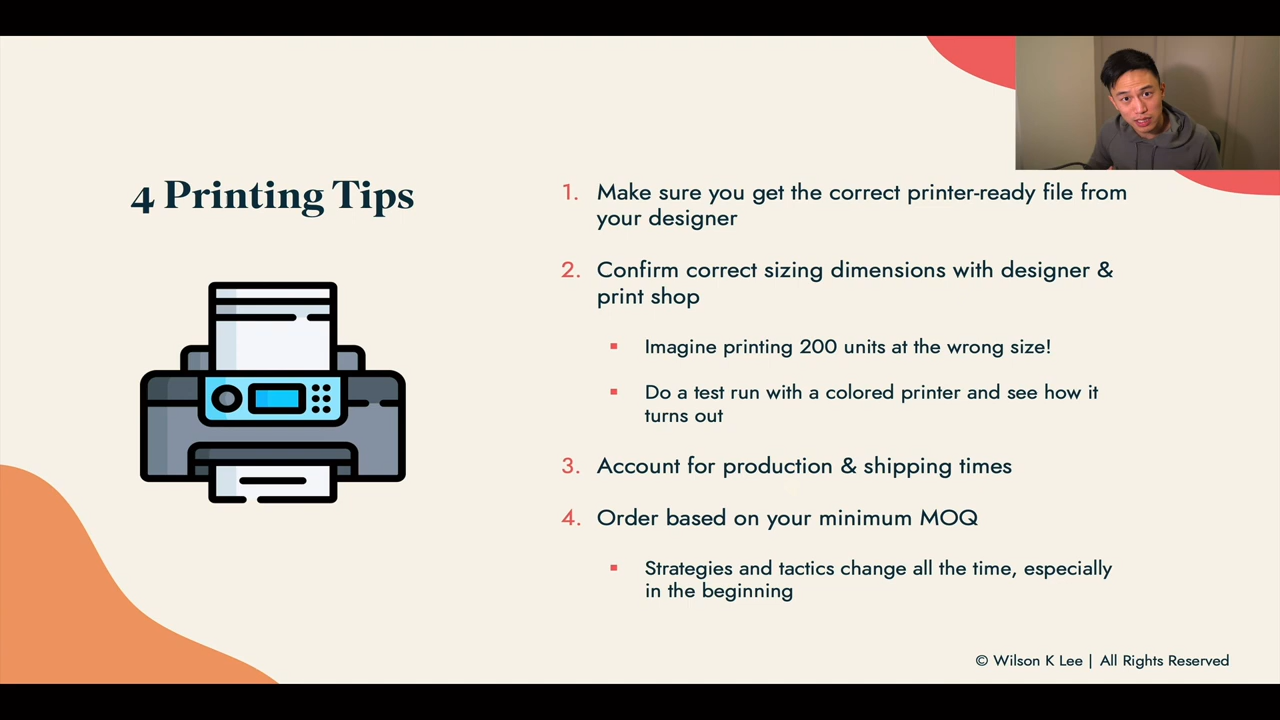 4 Printing Tips
1. Make sure you get the correct printer-ready file from
your designer
2. Confirm correct sizing dimensions with designer &
print shop
▪ Imagine printing 200 units at the wrong size!
▪ Do a test run with a colored printer and see how it
turns out
3. Account for production & shipping times
4. Order based on your minimum MOQ
▪ Strategies and tactics change all the time, especially
in the beginning
© Wilson K Lee | All Rights Reserved